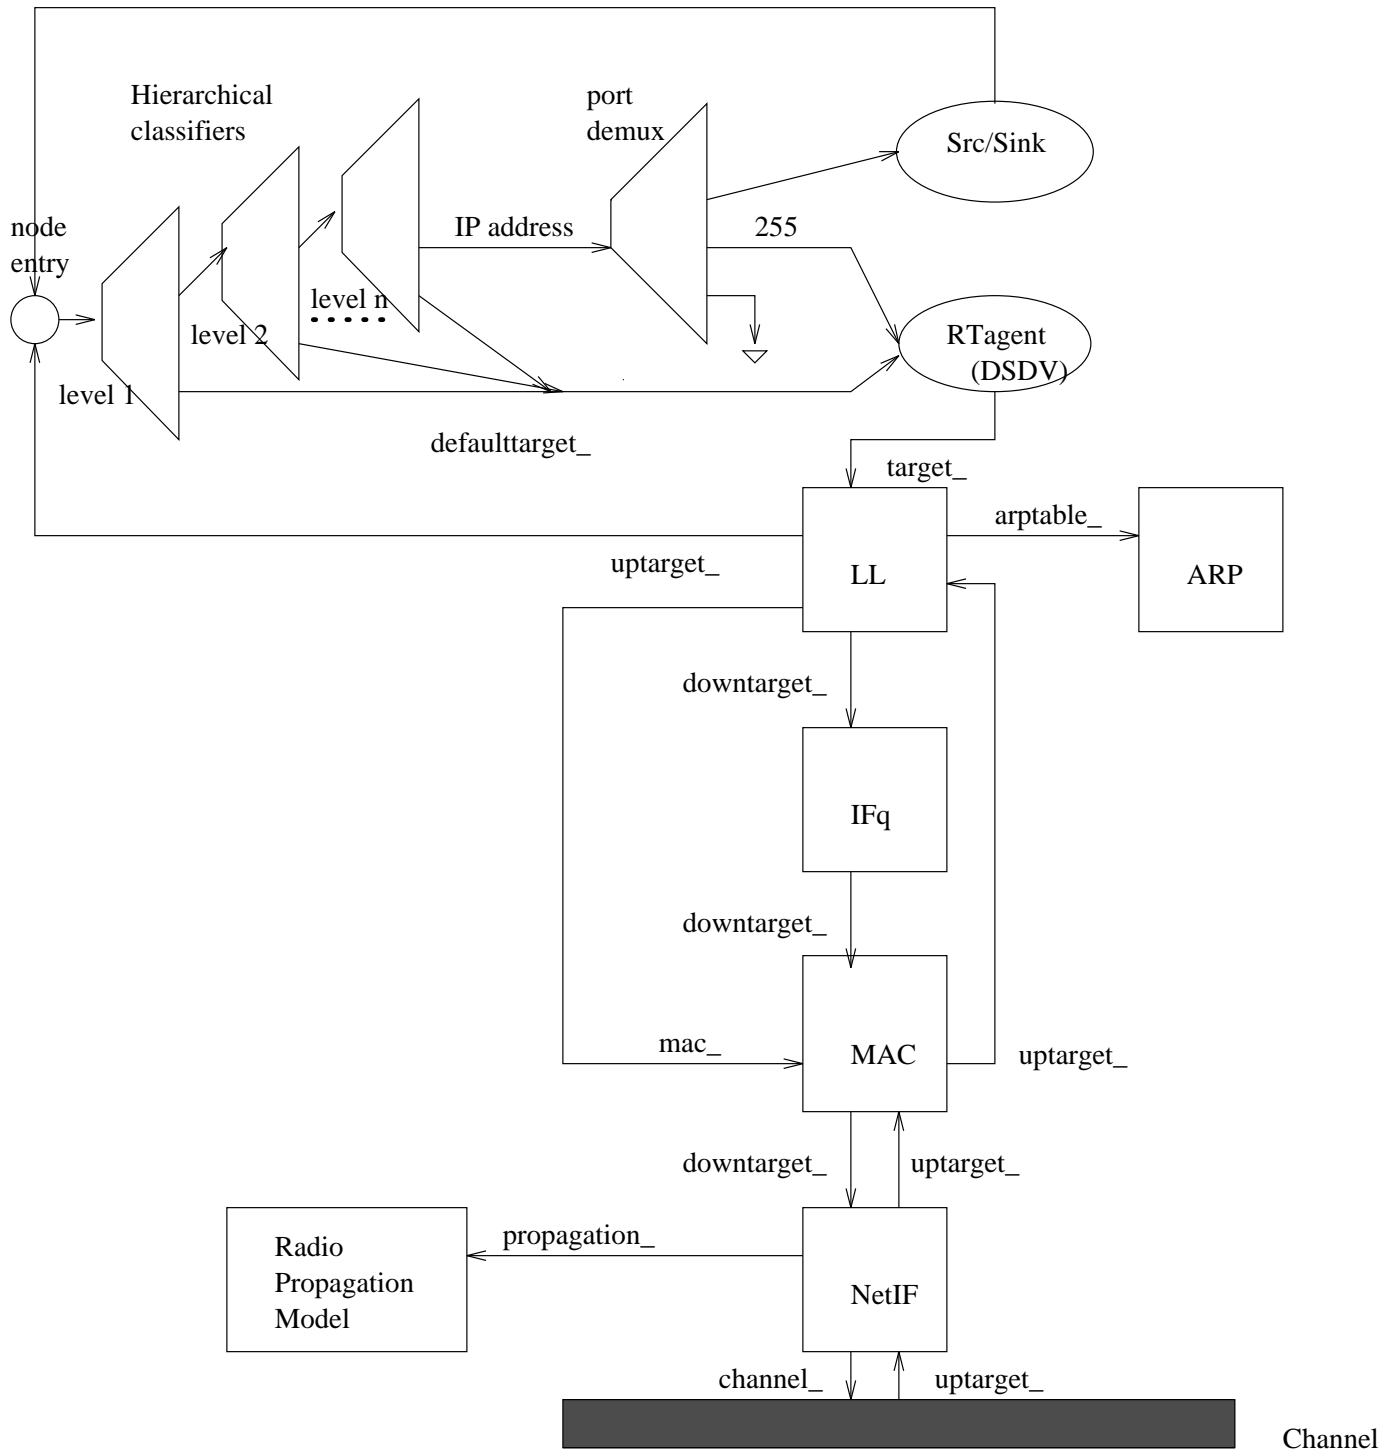 Hierarchical
classifiers
port
demux
Src/Sink
node
entry
IP address
255
level n
level 2
level 1
RTagent
(DSDV)
defaulttarget_
target_
arptable_
uptarget_
LL
ARP
downtarget_
IFq
downtarget_
mac_
MAC
uptarget_
downtarget_
uptarget_
propagation_
Radio
Propagation
Model
NetIF
channel_
uptarget_
Channel